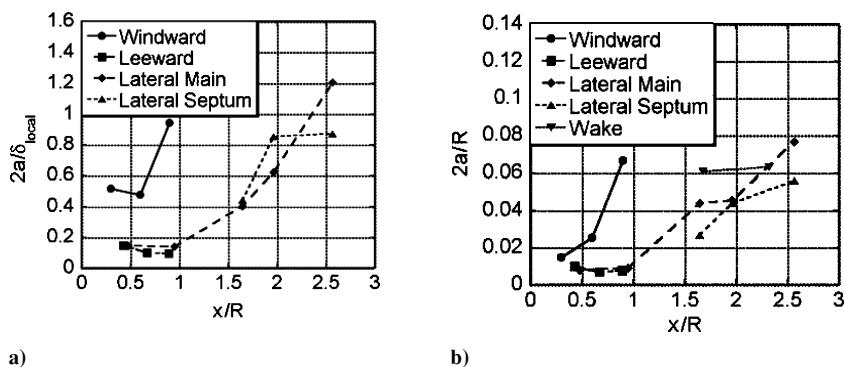 1.6
1.4
1.2
1
0.8
0.6
0.4
0.2
0
2a/δlocal
Windward
Leeward
Lateral Main
Lateral Septum
0 0.5 1 1.5 2 2.5 3
x/R
a)
0.14
0.12
0.1
0.08
0.06
0.04
0.02
0
2a/R
Windward
Leeward
Lateral Main
Lateral Septum
Wake
0 0.5 1 1.5 2 2.5 3
x/R
b)